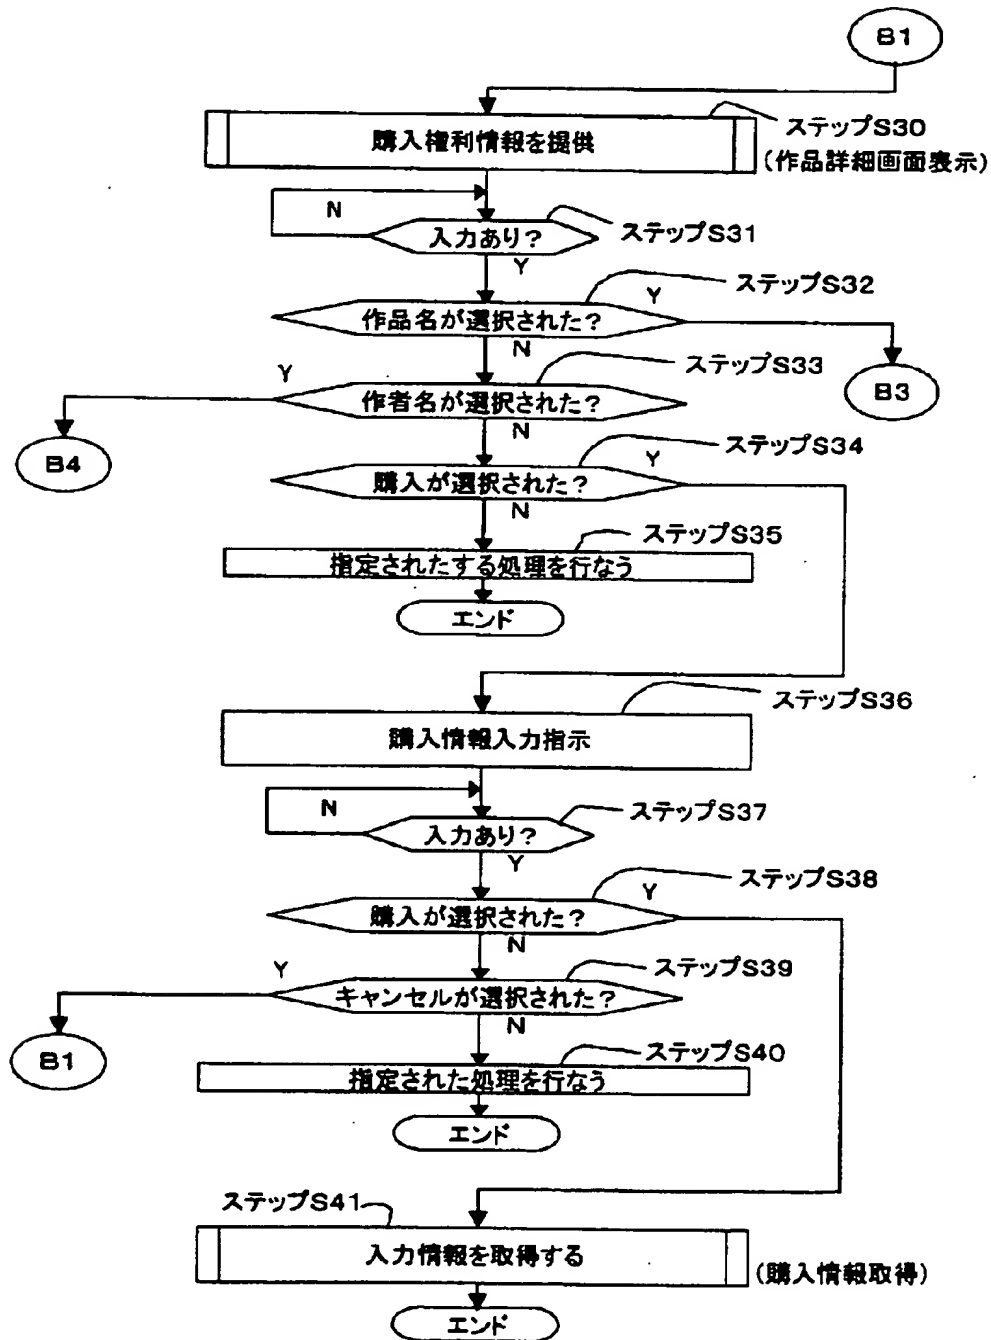 B1
ステップS30
購入権利情報を提供
(作品詳細画面表示)
N
入力あり?
ステップS31
Y
ステップS32
Y
作品名が選択された?
N
ステップS33
Y
B3
作者名が選択された?
N
B4
ステップS34
Y
購入が選択された?
N
ステップS35
指定されたする処理を行なう
エンド
ステップS36
購入情報入力指示
N
ステップS37
入力あり?
Y
ステップS38
Y
購入が選択された?
N
ステップS39
Y
キャンセルが選択された?
N
B1
ステップS40
指定された処理を行なう
エンド
ステップS41
入力情報を取得する
(購入情報取得)
エンド